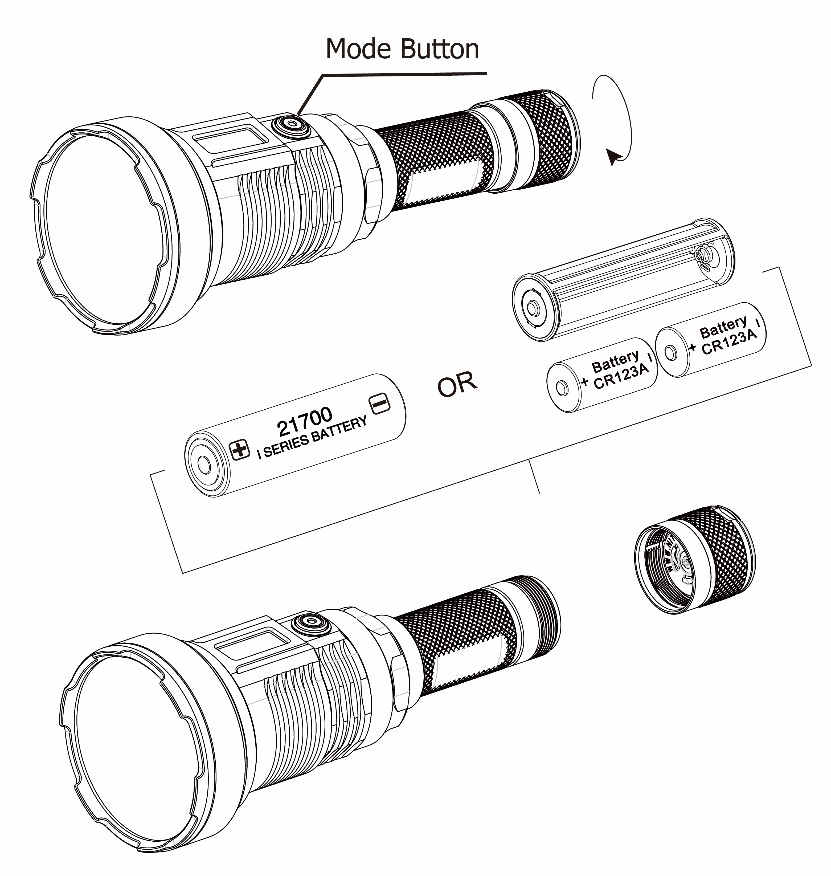 Mode Button
Battery
+ CR123A -
Battery
+ CR123A -
OR
21700
+ I SERIES BATTERY -